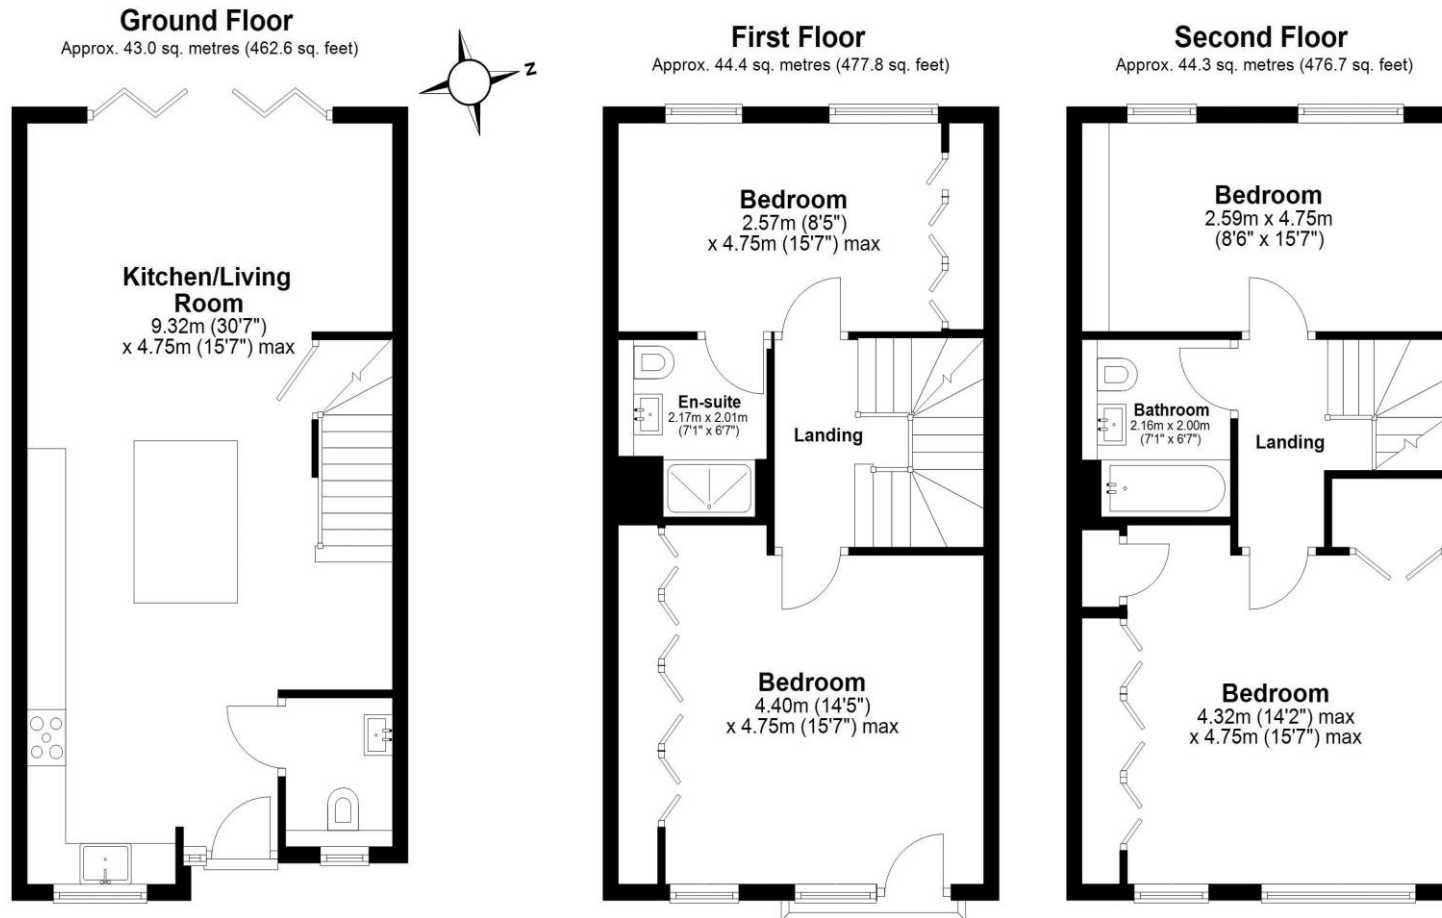 Ground Floor
Approx. 43.0 sq. metres (462.6 sq. feet)
N
Kitchen/Living
Room
9.32m (30'7")
x 4.75m (15'7") max
First Floor
Approx. 44.4 sq. metres (477.8 sq. feet)
Bedroom
2.57m (8'5")
x 4.75m (15'7") max
En-suite
2.17m x 2.01m
(7'1" x 6'7")
Landing
Bedroom
4.40m (14'5")
x 4.75m (15'7") max
Second Floor
Approx. 44.3 sq. metres (476.7 sq. feet)
Bedroom
2.59m x 4.75m
(8'6" x 15'7")
Bathroom
2.16m x 2.00m
(7'1" x 6'7")
Landing
Bedroom
4.32m (14'2") max
x 4.75m (15'7") max